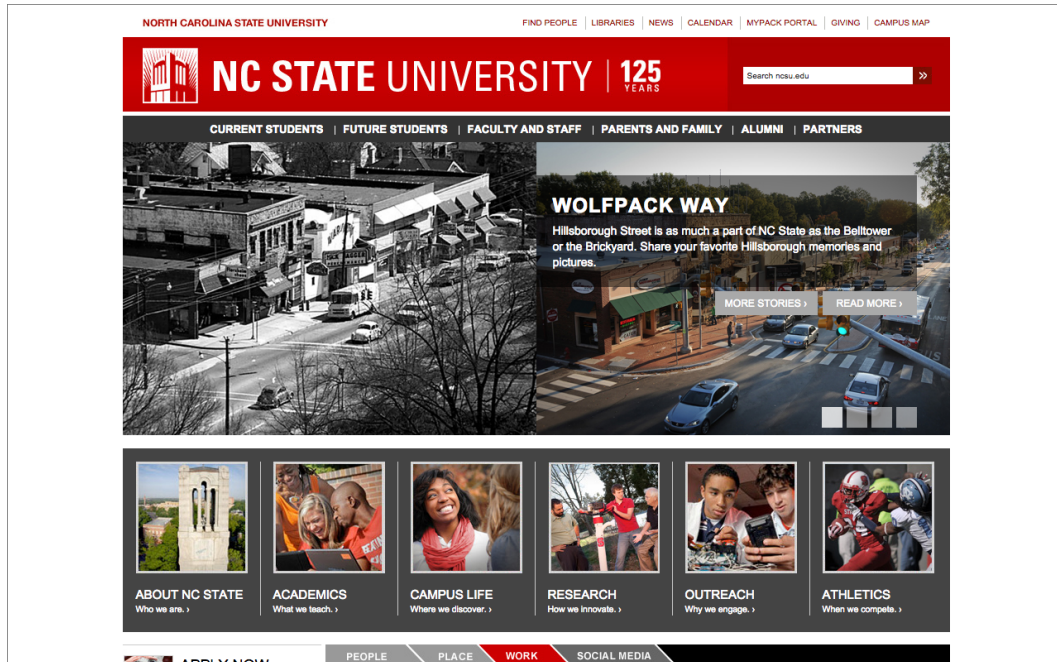 NORTH CAROLINA STATE UNIVERSITY
FIND PEOPLE LIBRARIES NEWS CALENDAR MYPACK PORTAL GIVING CAMPUS MAP
NC STATE UNIVERSITY 125 YEARS
Search ncsu.edu »
CURRENT STUDENTS | FUTURE STUDENTS | FACULTY AND STAFF | PARENTS AND FAMILY | ALUMNI | PARTNERS
WOLFPACK WAY
Hillsborough Street is as much a part of NC State as the Belltower
or the Brickyard. Share your favorite Hillsborough memories and
pictures.
MORE STORIES › READ MORE ›
ABOUT NC STATE
Who we are. ›
ACADEMICS
What we teach. ›
CAMPUS LIFE
Where we discover. ›
RESEARCH
How we innovate. ›
OUTREACH
Why we engage. ›
ATHLETICS
When we compete. ›
APPLY NOW
PEOPLE PLACE WORK SOCIAL MEDIA